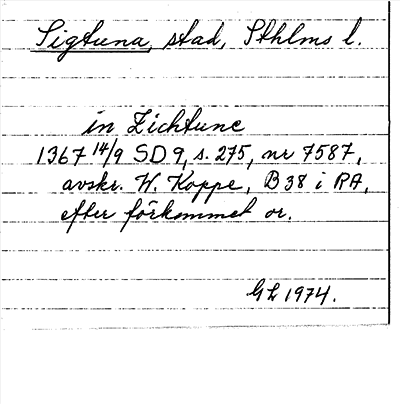 Sigtuna, stad, Sthlms l.
in Zichtune
1367 14/9 SD 9, s. 275, nr 7587,
avskr. W. Koppe, B 38 i RA,
efter förkommet or.
GL 1974.